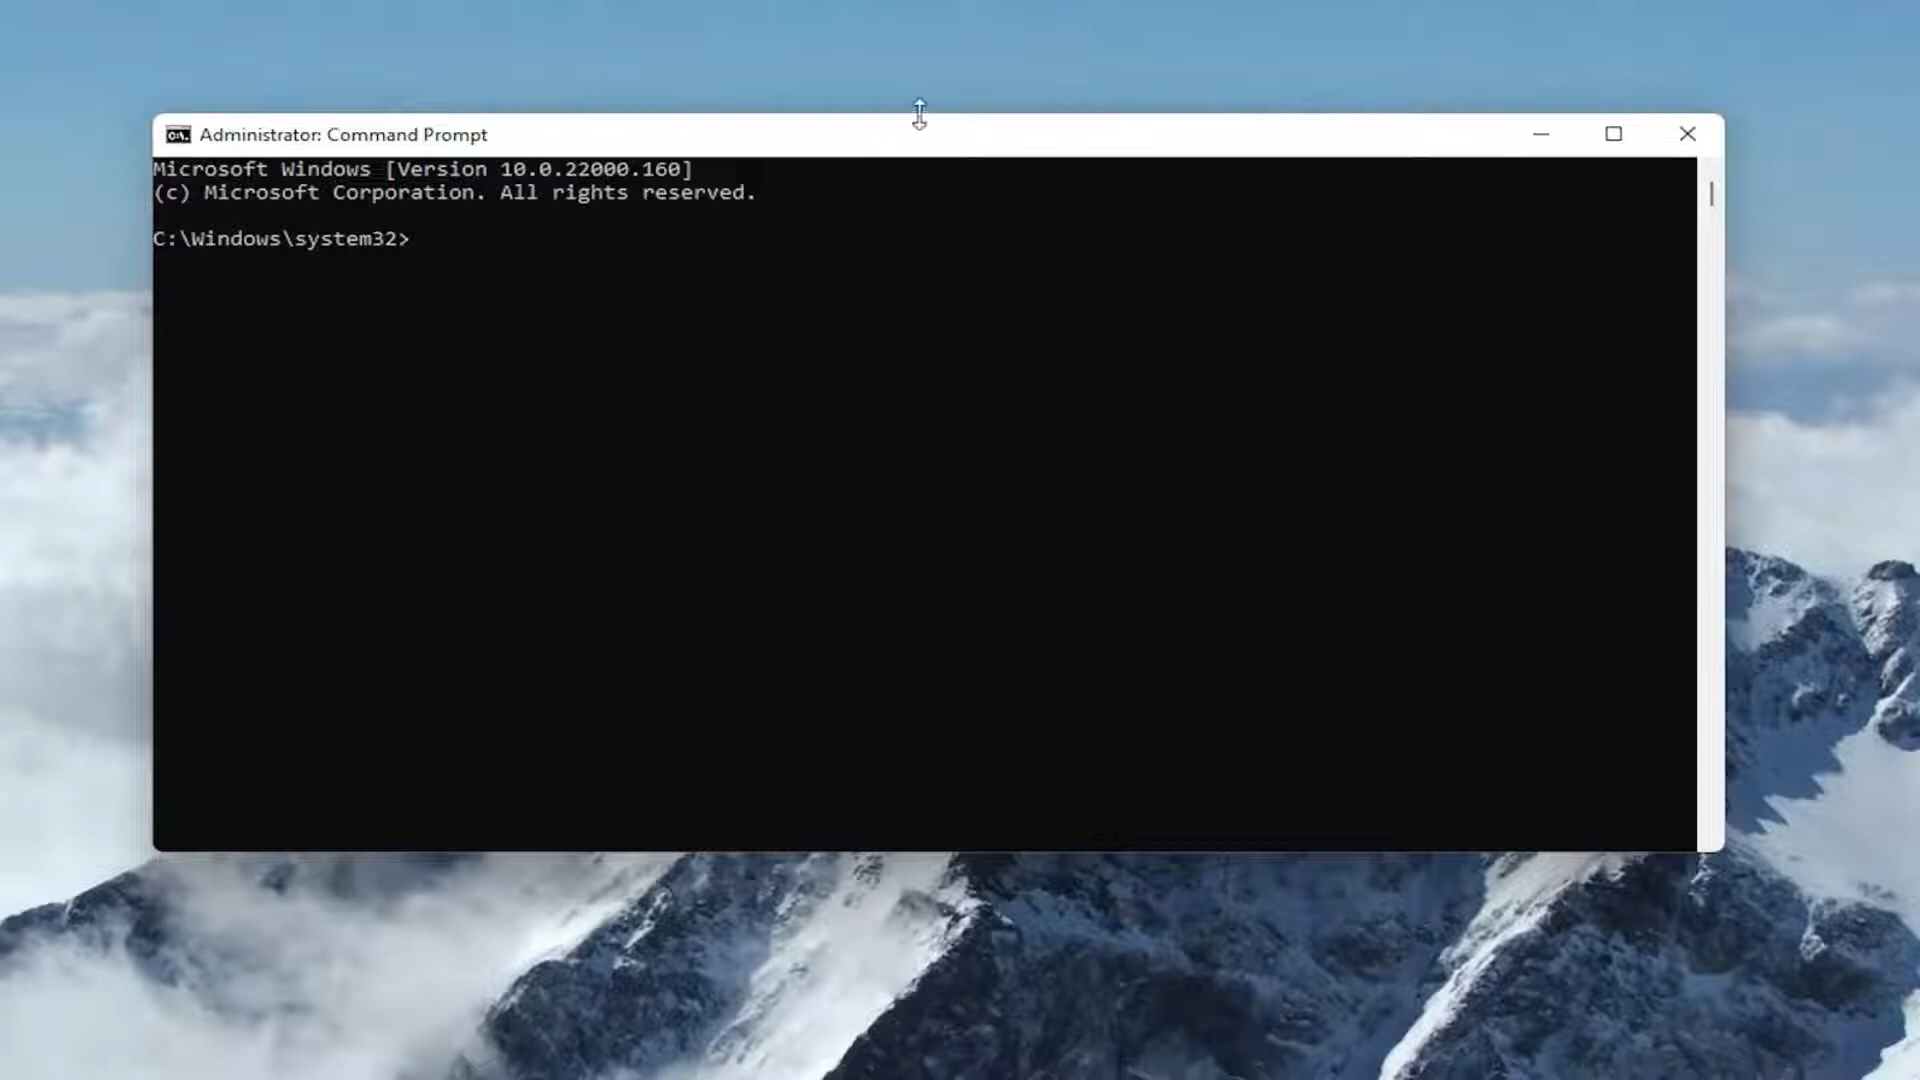 Administrator: Command Prompt
Microsoft Windows [Version 10.0.22000.160]
(c) Microsoft Corporation. All rights reserved.
C:\Windows\system32>